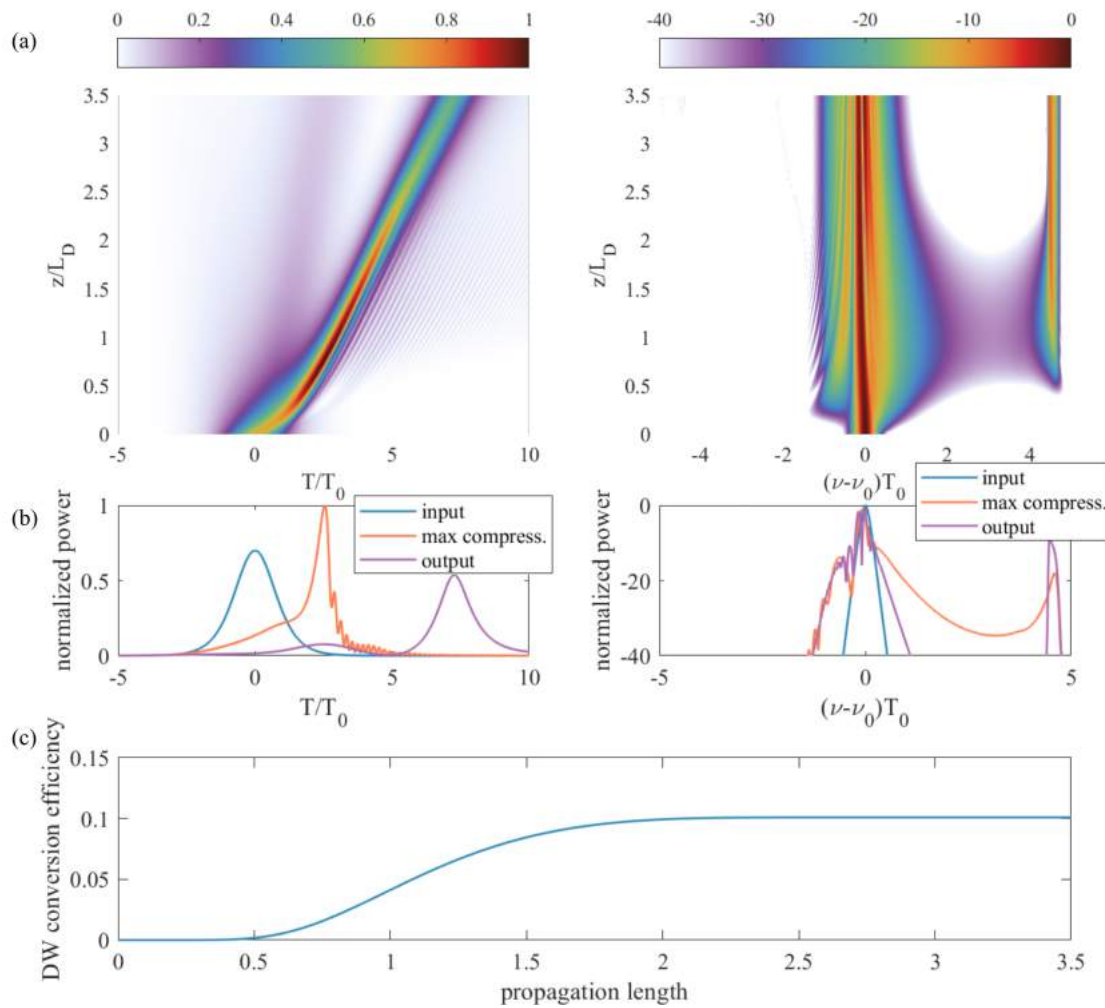 (a)
0 0.2 0.4 0.6 0.8 1
-40 -30 -20 -10 0
3.5
3
2.5
2
1.5
1
0.5
0
z/L_D
-5 0 5 10
T/T_0
3.5
3
2.5
2
1.5
1
0.5
0
z/L_D
-4 -2 0 2 4
(ν-ν_0)T_0
(b)
normalized power
1
0.5
0
input
max compress.
output
-5 0 5 10
T/T_0
normalized power
0
-20
-40
input
max compress.
output
-5 0 5
(ν-ν_0)T_0
(c)
DW conversion efficiency
0.15
0.1
0.05
0
0 0.5 1 1.5 2 2.5 3 3.5
propagation length